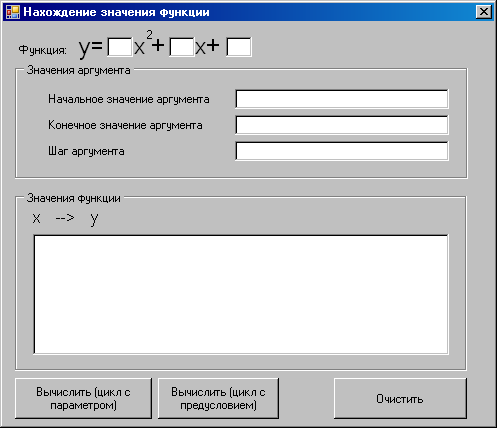 Нахождение значения функции
Функция: y= x²+ x+
Значения аргумента
Начальное значение аргумента
Конечное значение аргумента
Шаг аргумента
Значения функции
x --> y
Вычислить (цикл с
параметром)
Вычислить (цикл с
предусловием)
Очистить